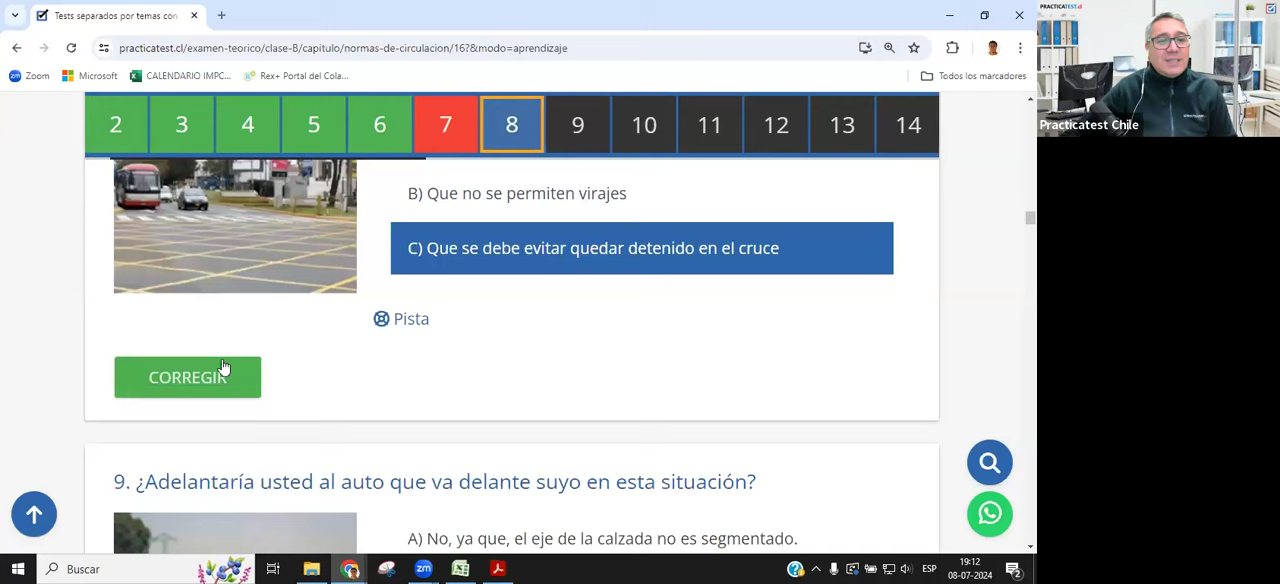 Tests separados por temas con
practicatest.cl/examen-teorico/clase-B/capitulo/normas-de-circulacion/167?modo=aprendizaje
Zoom
Microsoft
CALENDARIO IMPC...
Rex+ Portal del Cola...
Todos los marcadores
2 3 4 5 6 7 8 9 10 11 12 13 14
B) Que no se permiten virajes
C) Que se debe evitar quedar detenido en el cruce
Pista
CORREGIR
9. ¿Adelantaría usted al auto que va delante suyo en esta situación?
A) No, ya que, el eje de la calzada no es segmentado.
PRACTICATEST.CL
Practicatest Chile
Buscar
ESP
19:12
08-07-2024
2